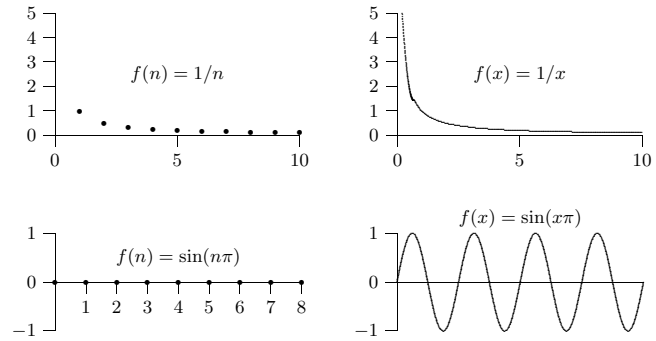 5
4
3
2
1
0
0 5 10
f(n) = 1/n
5
4
3
2
1
0
0 5 10
f(x) = 1/x
1
0
−1
1 2 3 4 5 6 7 8
f(n) = sin(nπ)
1
0
−1
f(x) = sin(xπ)